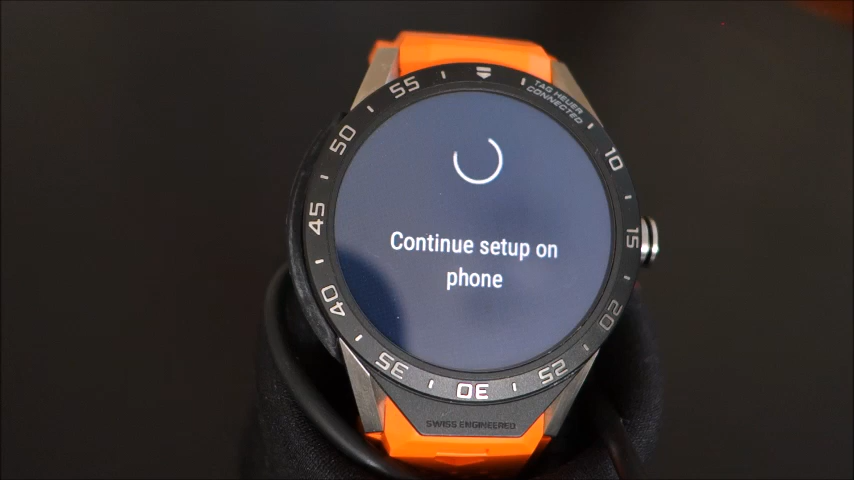 TAG HEUER
CONNECTED
10
15
20
25
30
35
40
45
50
55
Continue setup on
phone
SWISS ENGINEERED